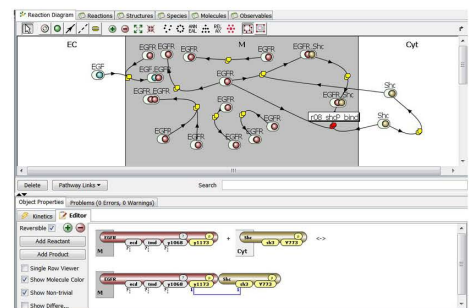 Reaction Diagram Reactions Structures Species Molecules Observables
EC M Cyt
EGFR EGFR EGFR EGFR EGFR_Shc
EGF
EGF_EGFR
EGFR_EGFR
EGFR
EGFR_Shc
Shc
r08_shcP_bind
Shc
EGFR EGFR
EGFR EGFR
Delete Pathway Links Search
Object Properties Problems (0 Errors, 0 Warnings)
Kinetics Editor
Reversible
Add Reactant
Add Product
Single Row Viewer
Show Molecule Color
Show Non-trivial
Show Differe...
EGFR
ecd tmd y1068 y1173
M
+
Shc
sh2 Y772
Cyt
<->
EGFR Shc
ecd tmd y1068 y1173 sh2 Y772
M